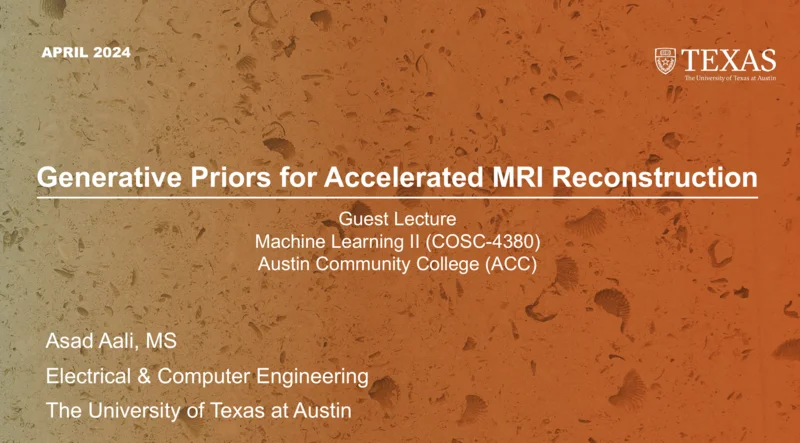 APRIL 2024
TEXAS
The University of Texas at Austin
Generative Priors for Accelerated MRI Reconstruction
Guest Lecture
Machine Learning II (COSC-4380)
Austin Community College (ACC)
Asad Aali, MS
Electrical & Computer Engineering
The University of Texas at Austin